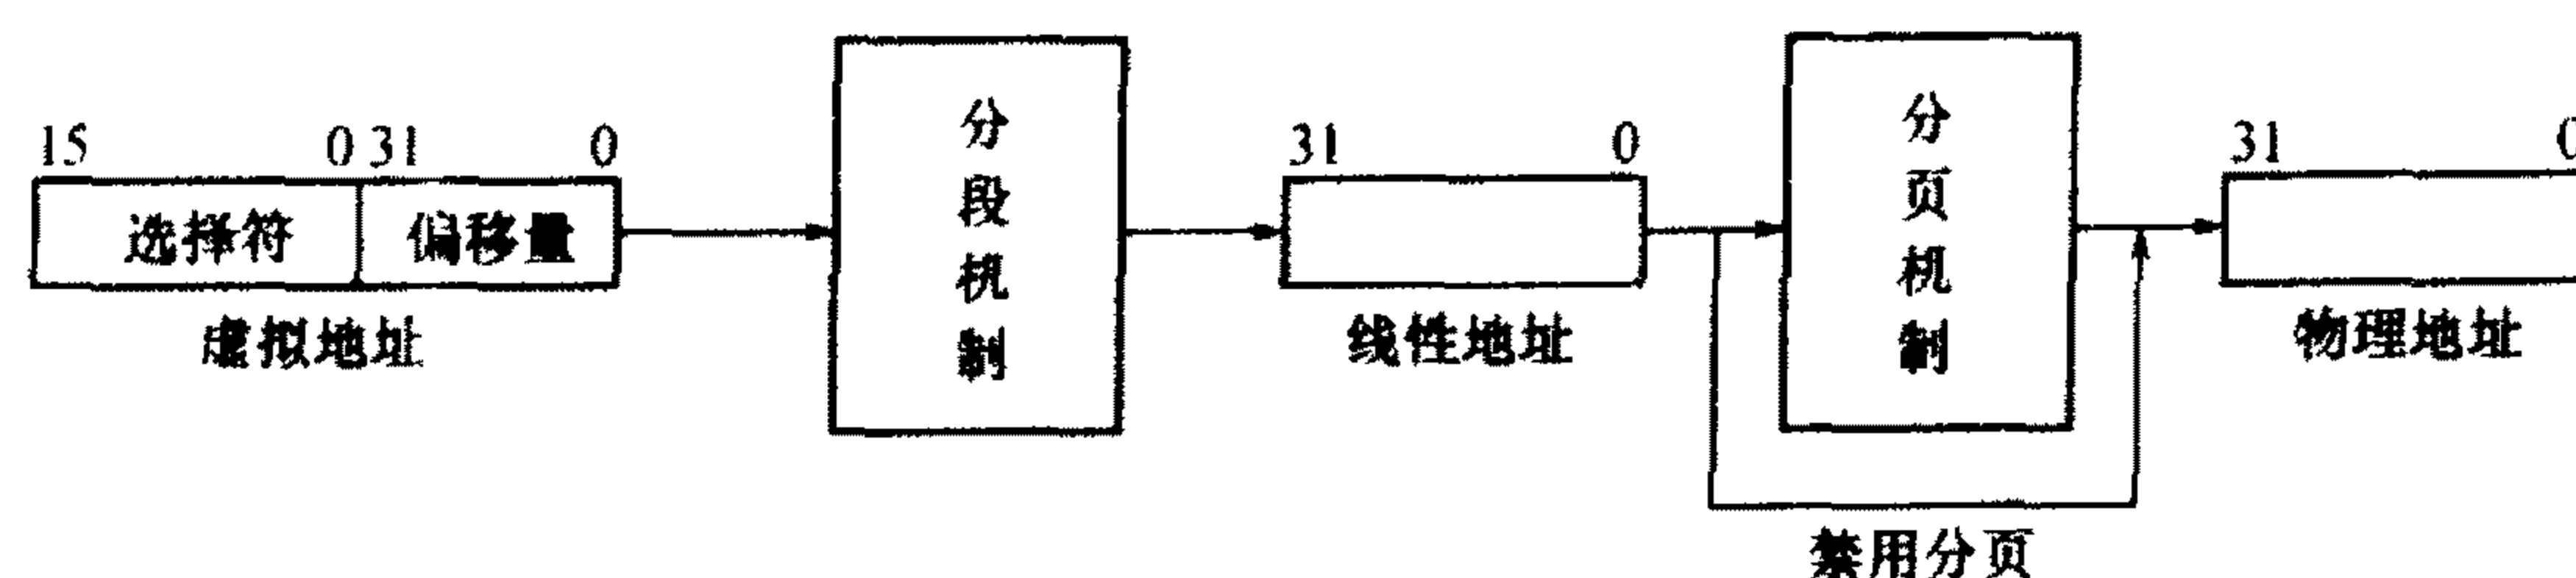 15 0 31 0
选择符 偏移量
虚拟地址
分段机制
31 0
线性地址
分页机制
禁用分页
31 0
物理地址